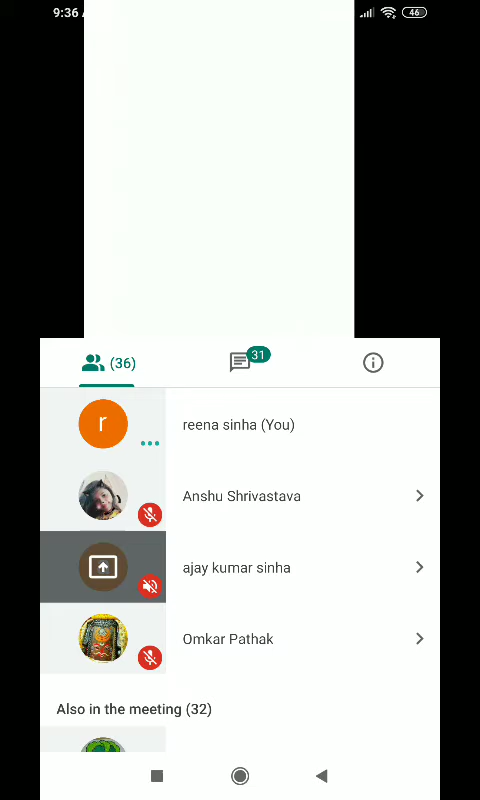 9:36
46
(36)
31
r
reena sinha (You)
Anshu Shrivastava
ajay kumar sinha
Omkar Pathak
Also in the meeting (32)